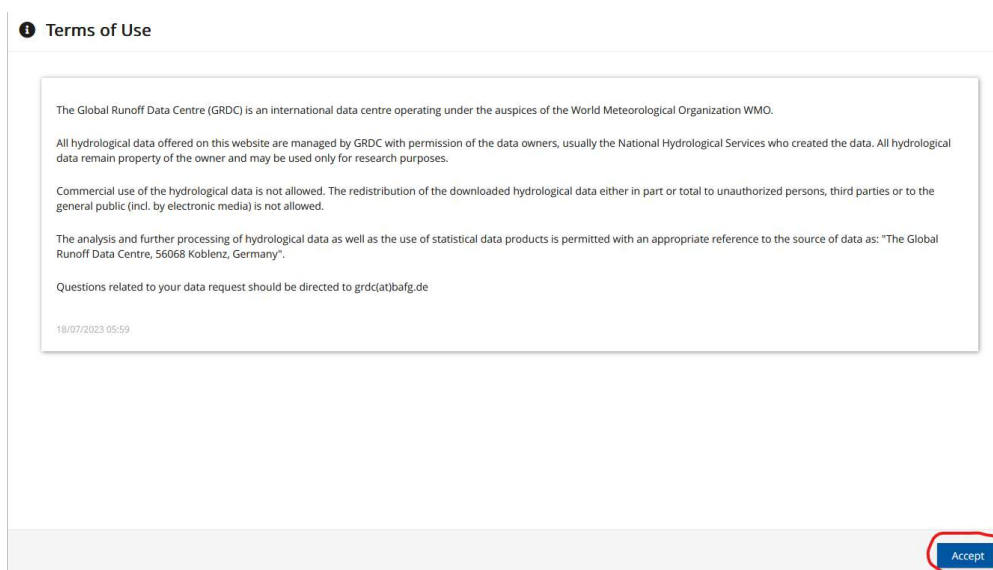 Terms of Use
The Global Runoff Data Centre (GRDC) is an international data centre operating under the auspices of the World Meteorological Organization WMO.
All hydrological data offered on this website are managed by GRDC with permission of the data owners, usually the National Hydrological Services who created the data. All hydrological
data remain property of the owner and may be used only for research purposes.
Commercial use of the hydrological data is not allowed. The redistribution of the downloaded hydrological data either in part or total to unauthorized persons, third parties or to the
general public (incl. by electronic media) is not allowed.
The analysis and further processing of hydrological data as well as the use of statistical data products is permitted with an appropriate reference to the source of data as: "The Global
Runoff Data Centre, 56068 Koblenz, Germany".
Questions related to your data request should be directed to grdc(at)bafg.de
18/07/2023 05:59
Accept